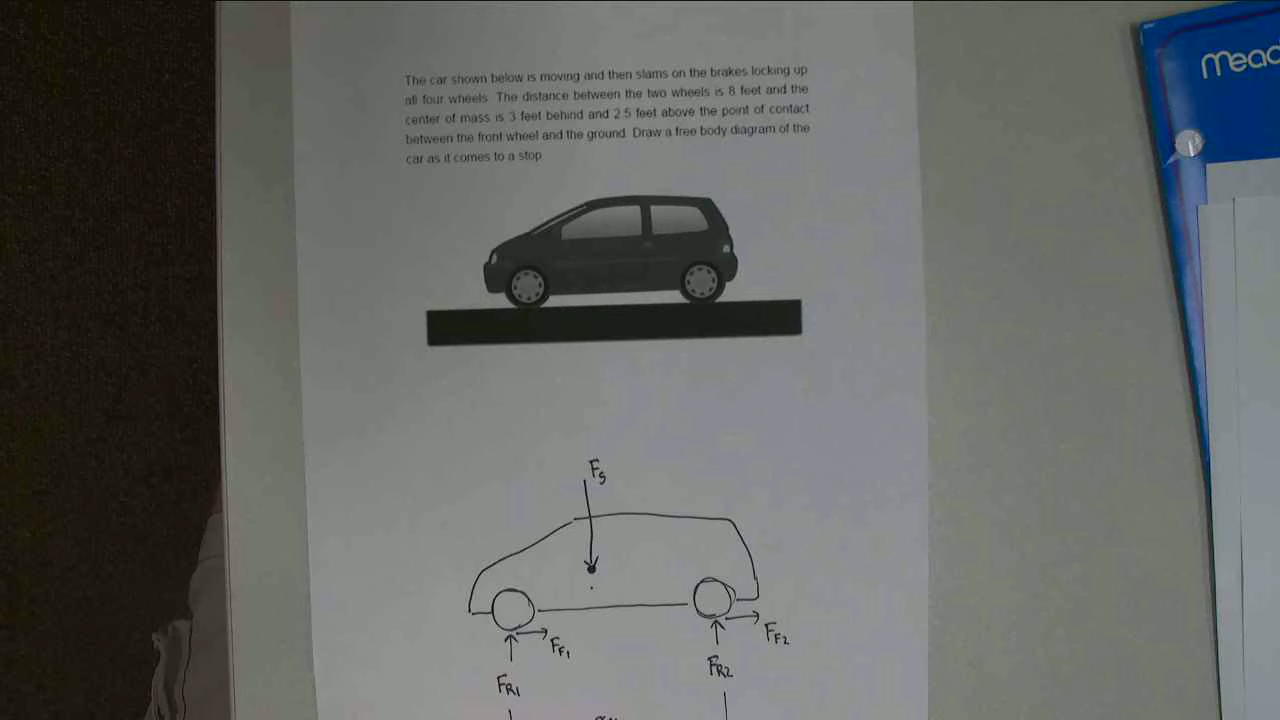 The car shown below is moving and then slams on the brakes locking up
all four wheels. The distance between the two wheels is 8 feet and the
center of mass is 3 feet behind and 2.5 feet above the point of contact
between the front wheel and the ground. Draw a free body diagram of the
car as it comes to a stop.
Mead
Fg
FF1
FF2
FR1
FR2